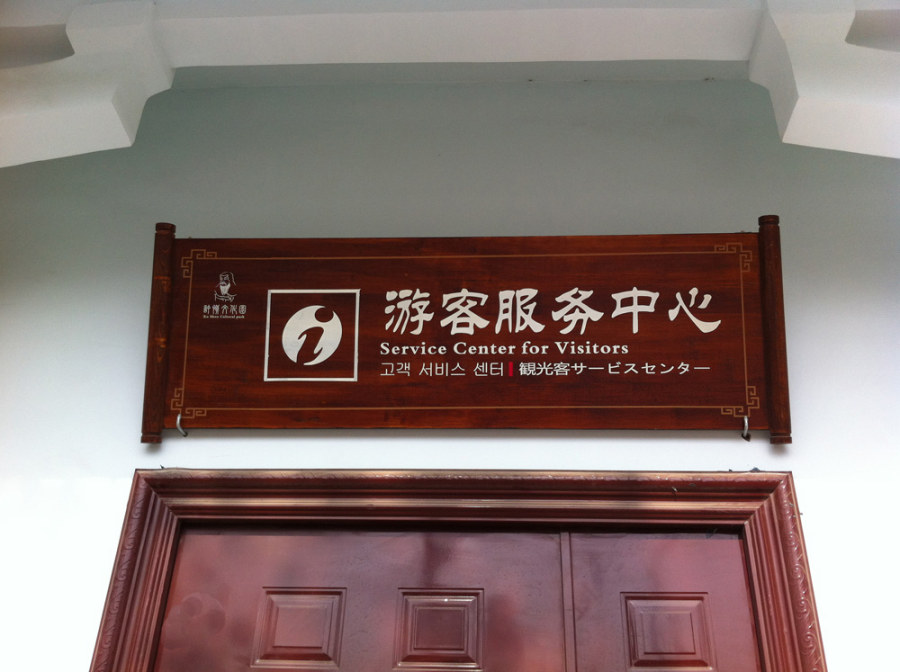 游客服务中心
Service Center for Visitors
고객 서비스 센터 観光客サービスセンター